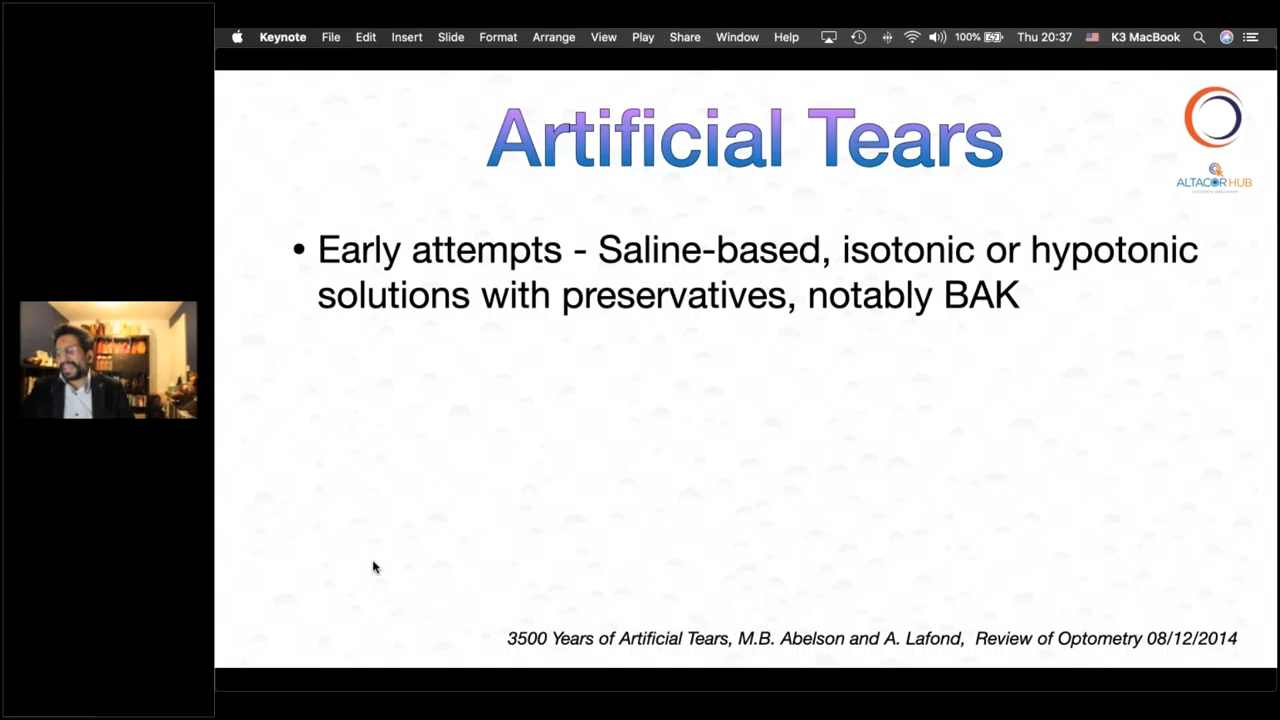 Keynote File Edit Insert Slide Format Arrange View Play Share Window Help 100% Thu 20:37 K3 MacBook
Artificial Tears
ALTACOR HUB
• Early attempts - Saline-based, isotonic or hypotonic
solutions with preservatives, notably BAK
3500 Years of Artificial Tears, M.B. Abelson and A. Lafond, Review of Optometry 08/12/2014